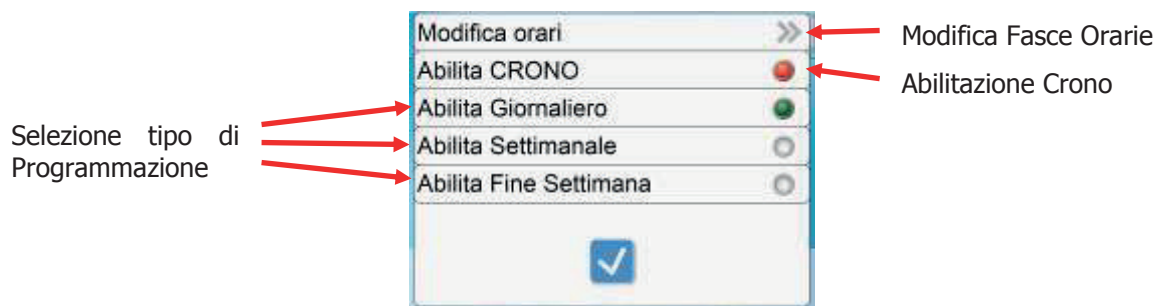 Modifica orari
Abilita CRONO
Abilita Giornaliero
Abilita Settimanale
Abilita Fine Settimana
Modifica Fasce Orarie
Abilitazione Crono
Selezione tipo di
Programmazione